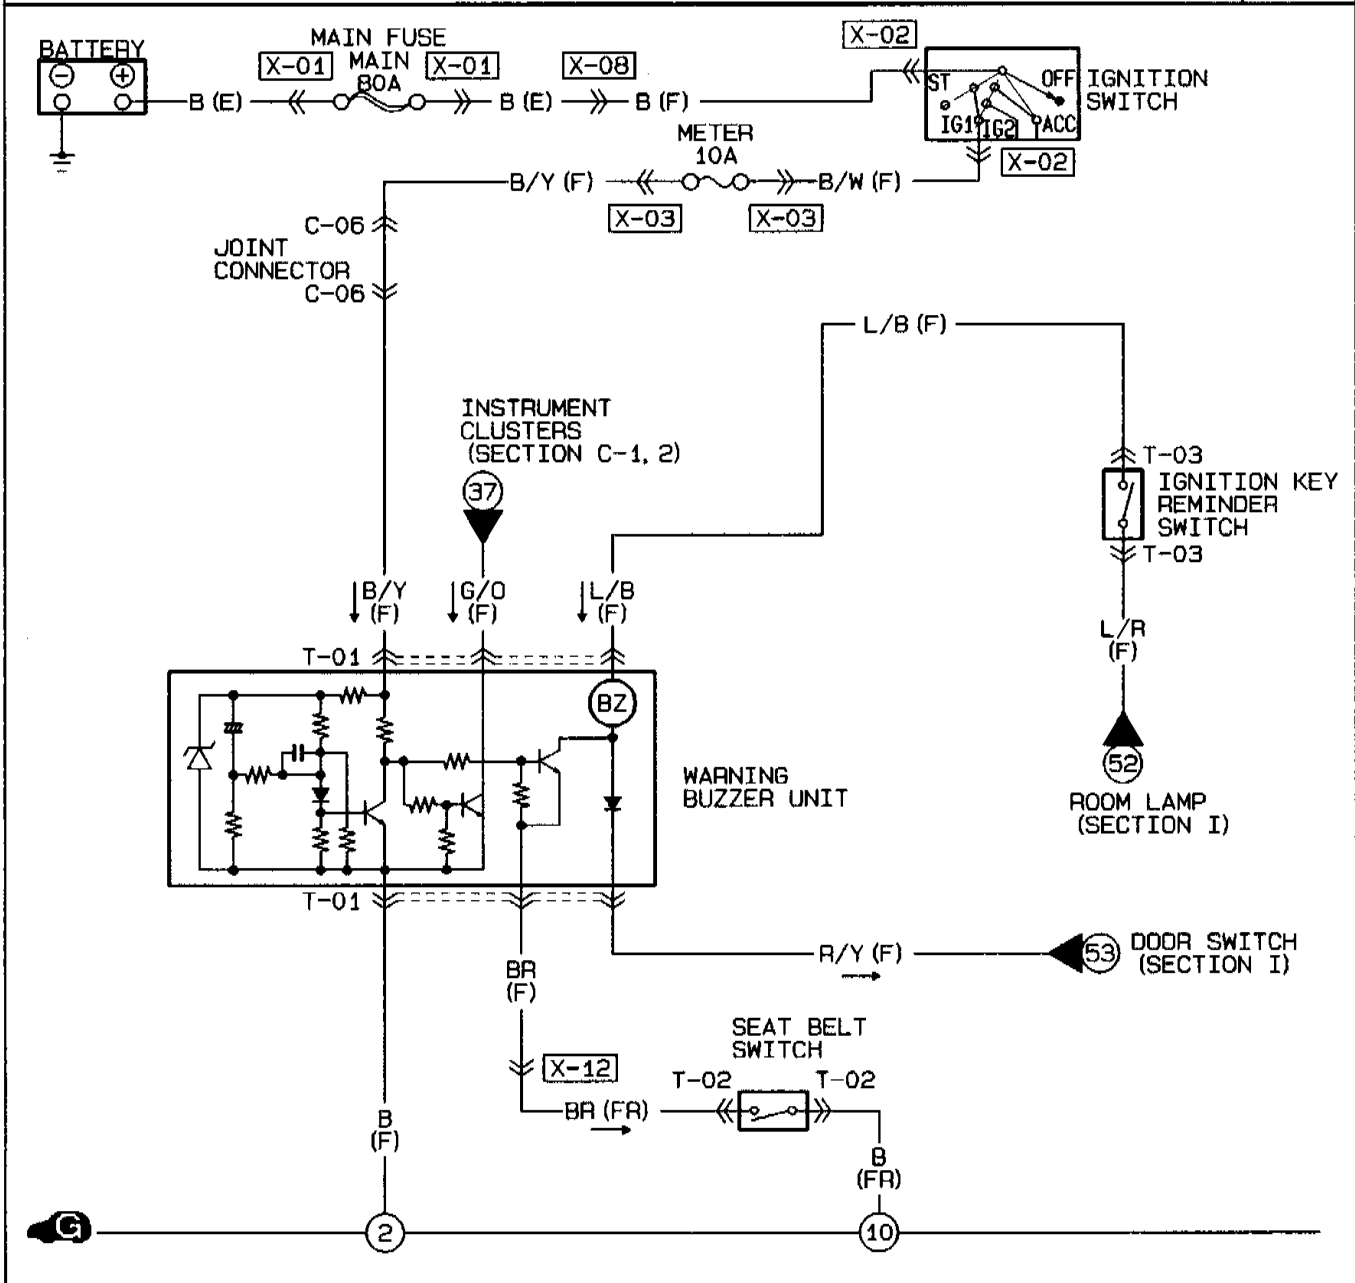 X-02
BATTERY
MAIN FUSE
X-01
MAIN
80A
X-01
X-08
ST
OFF
IGNITION
SWITCH
B (E)
B (E)
B (F)
IG1
IG2
ACC
METER
10A
X-02
B/Y (F)
B/W (F)
X-03
X-03
C-06
JOINT
CONNECTOR
C-06
L/B (F)
INSTRUMENT
CLUSTERS
(SECTION C-1, 2)
37
T-03
IGNITION KEY
REMINDER
SWITCH
T-03
B/Y
(F)
G/O
(F)
L/B
(F)
L/R
(F)
T-01
BZ
52
WARNING
BUZZER UNIT
ROOM LAMP
(SECTION I)
T-01
R/Y (F)
53
DOOR SWITCH
(SECTION I)
BR
(F)
SEAT BELT
SWITCH
X-12
T-02
T-02
BR (FR)
B
(F)
B
(FR)
G
2
10